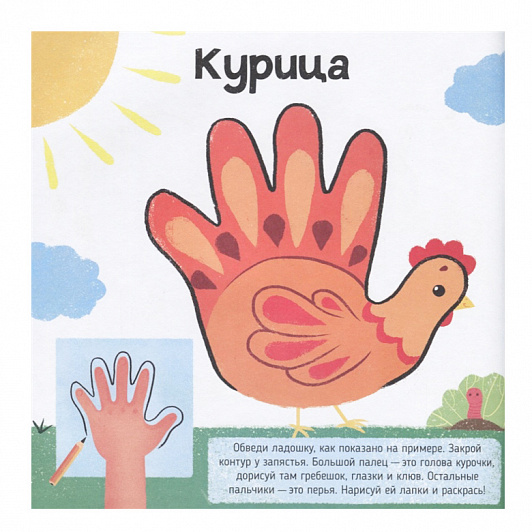 Курица
Обведи ладошку, как показано на примере. Закрой
контур у запястья. Большой палец — это голова курочки,
дорисуй там гребешок, глазки и клюв. Остальные
пальчики — это перья. Нарисуй ей лапки и раскрась!